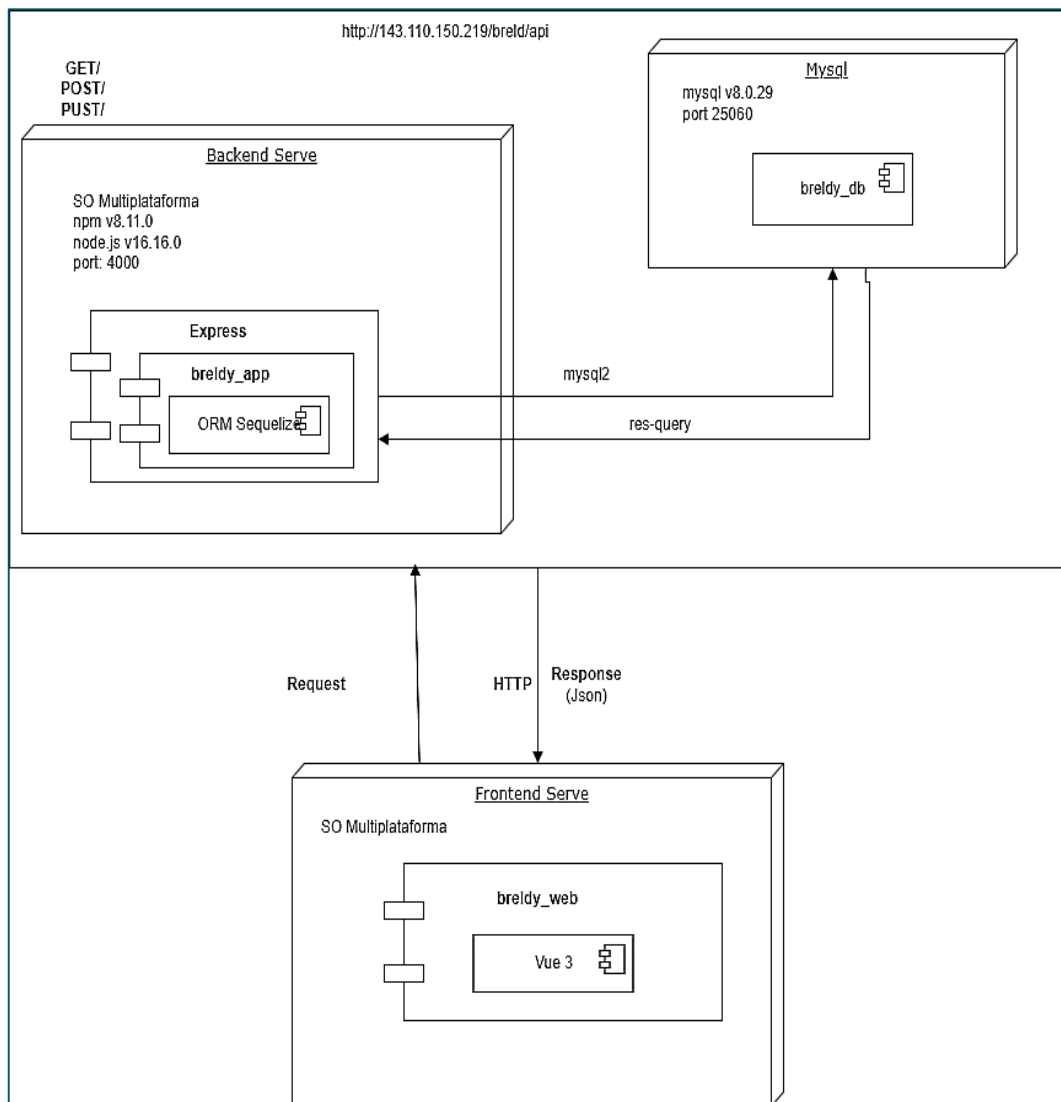 http://143.110.150.219/breld/api
GET/
POST/
PUST/
Mysql
mysql v8.0.29
port 25060
breldy_db
Backend Serve
SO Multiplataforma
npm v8.11.0
node.js v16.16.0
port: 4000
Express
breldy_app
ORM Sequelize
mysql2
res-query
Request
HTTP
Response
(Json)
Frontend Serve
SO Multiplataforma
breldy_web
Vue 3